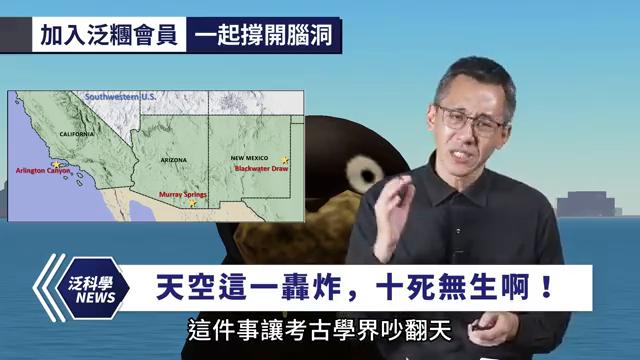 加入泛糰會員 一起撐開腦洞
Southwestern U.S.
CALIFORNIA
ARIZONA
NEW MEXICO
Arlington Canyon
Blackwater Draw
Murray Springs
泛科學
NEWS
天空這一轟炸，十死無生啊！
這件事讓考古學界吵翻天